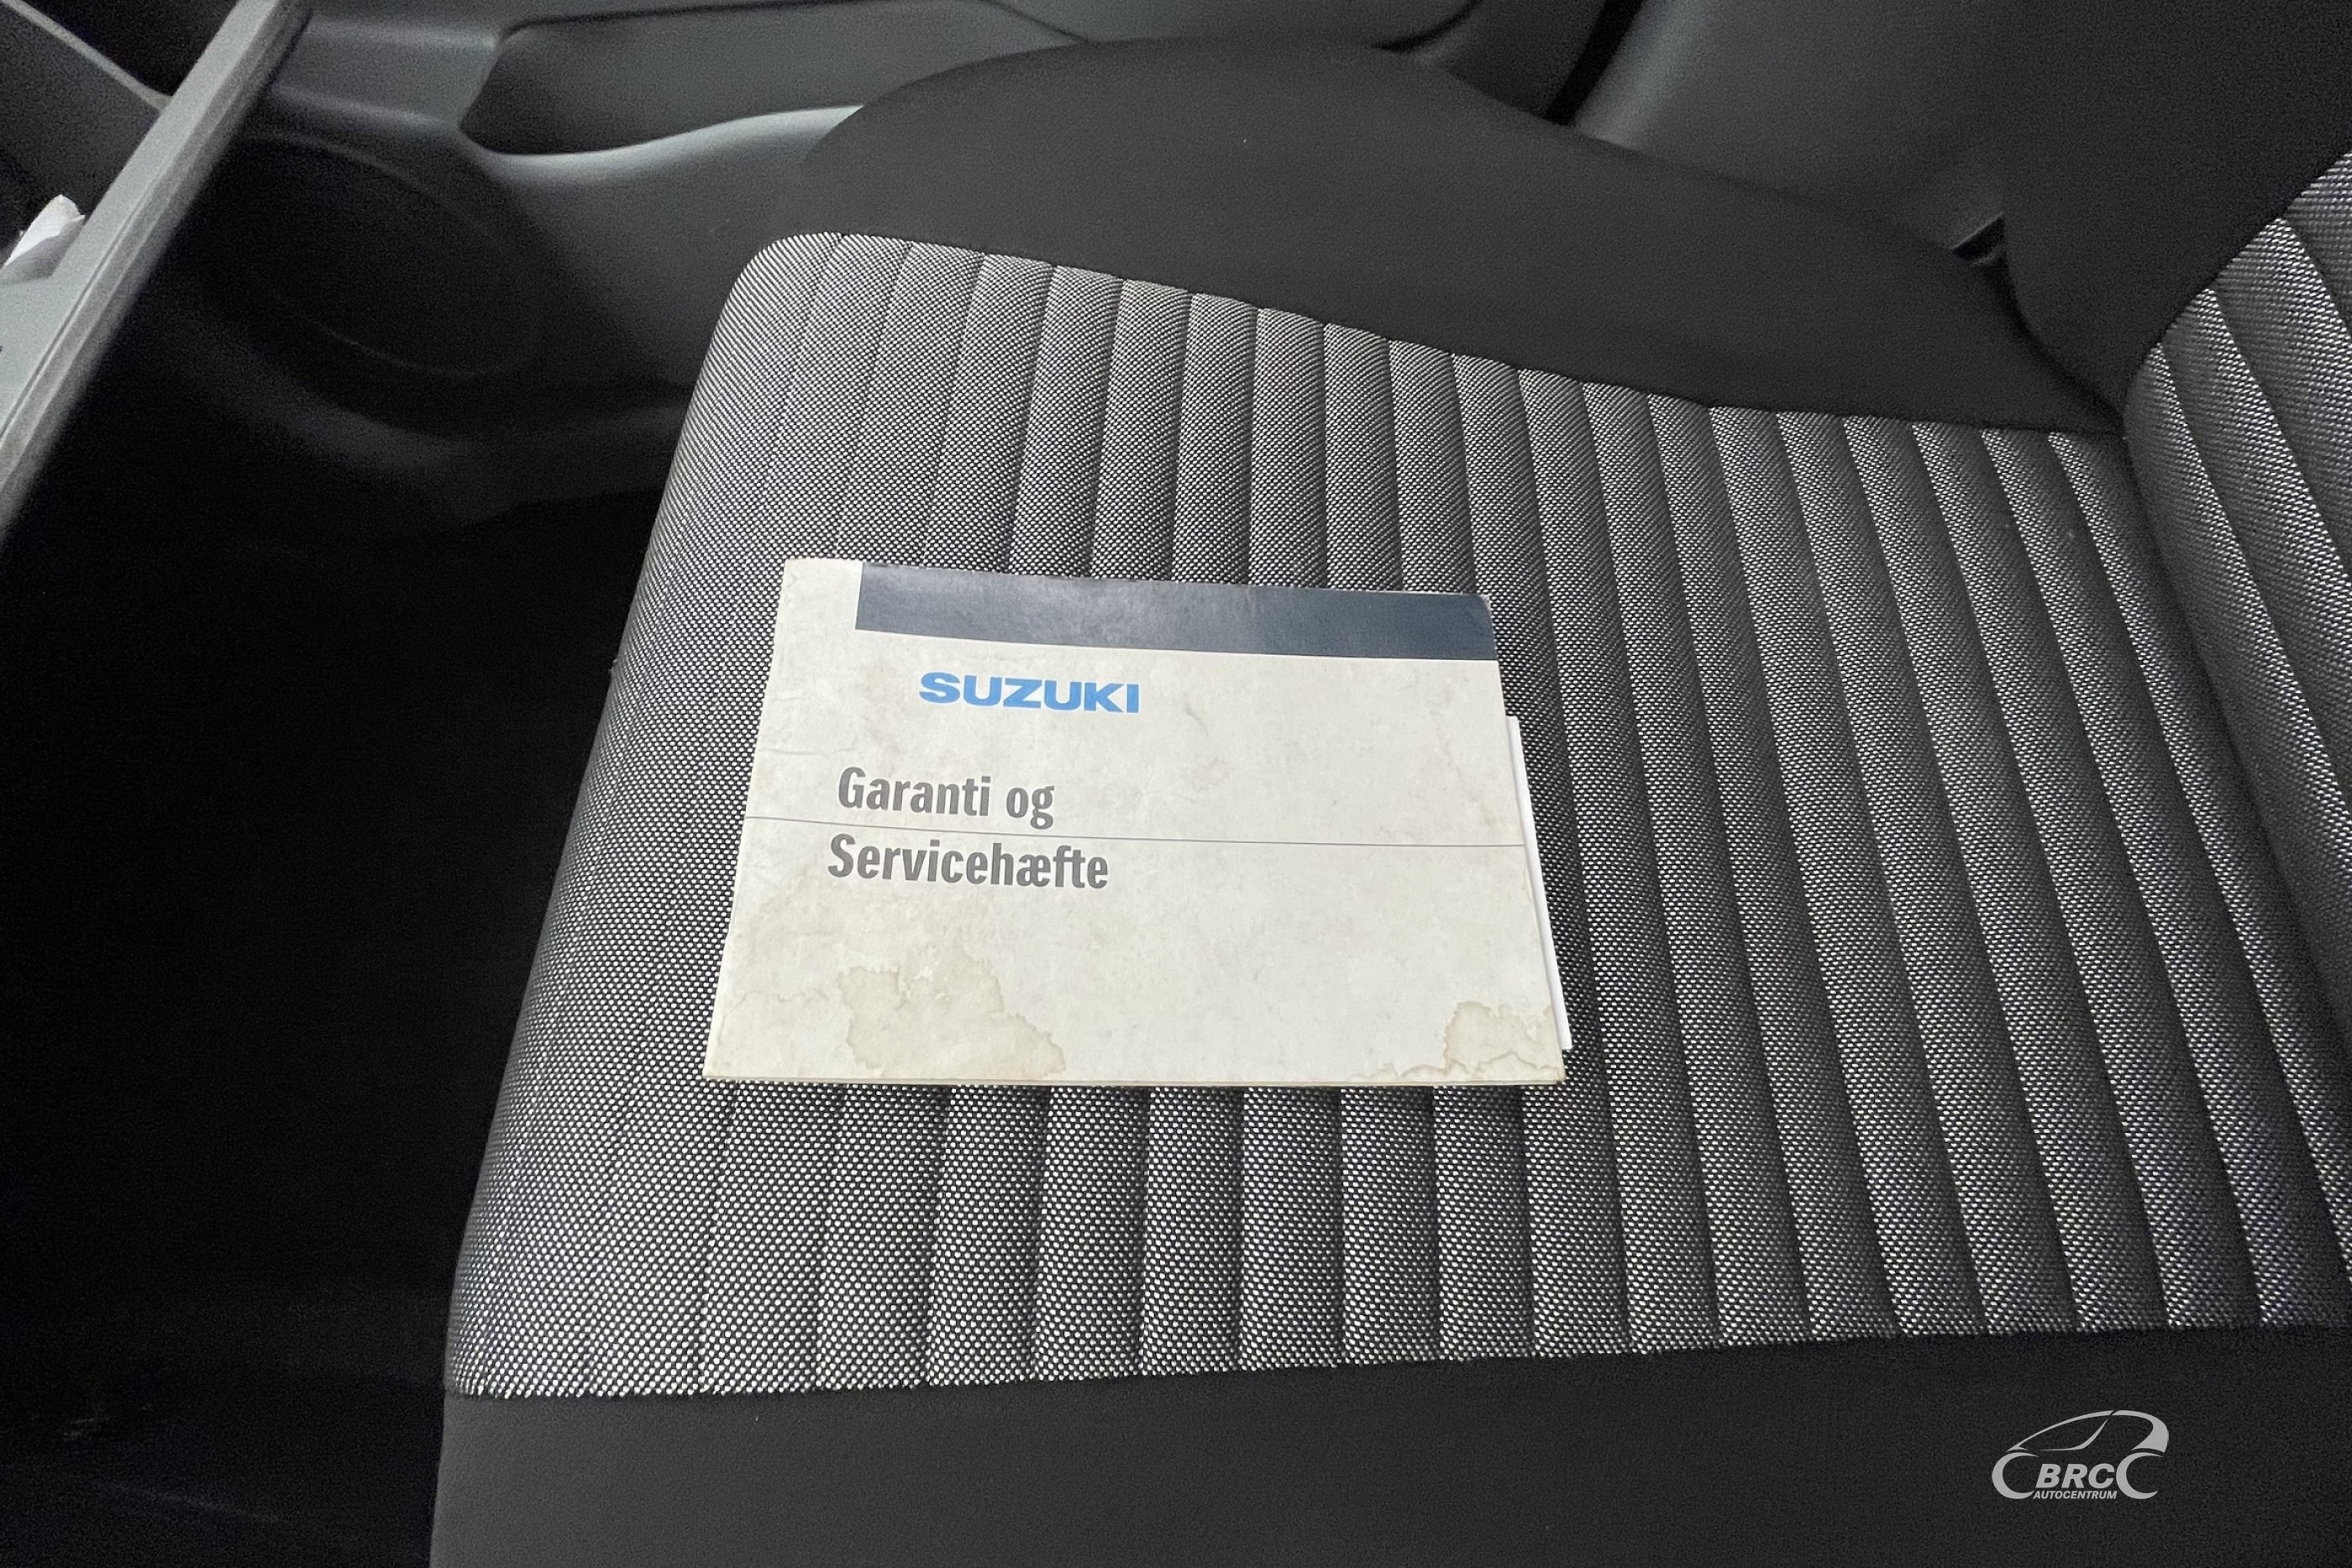 SUZUKI
Garanti og
Servicehæfte
BRC
AUTOCENTRUM